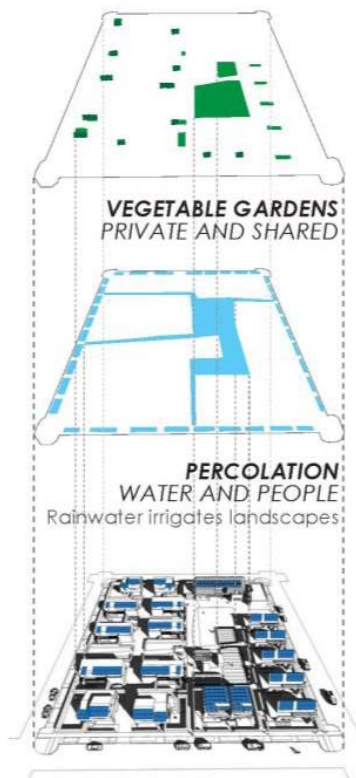 VEGETABLE GARDENS
PRIVATE AND SHARED
PERCOLATION
WATER AND PEOPLE
Rainwater irrigates landscapes